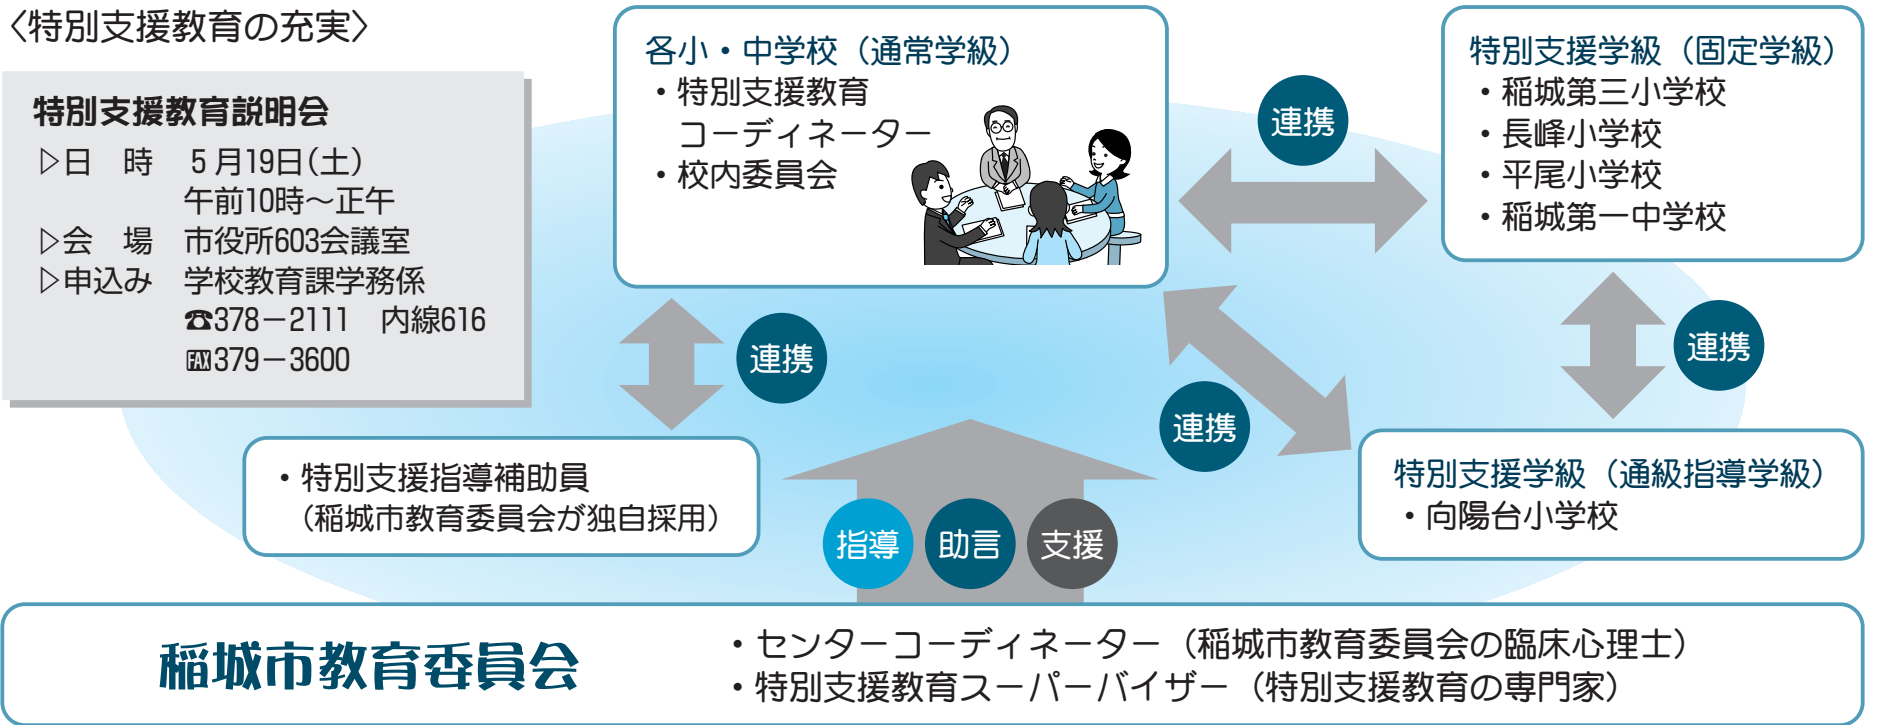 〈特別支援教育の充実〉
特別支援教育説明会
▷日　時　5月19日(土)
午前10時～正午
▷会　場　市役所603会議室
▷申込み　学校教育課学務係
☎378－2111　内線616
FAX379－3600
各小・中学校（通常学級）
・特別支援教育
コーディネーター
・校内委員会
連携
特別支援学級（固定学級）
・稲城第三小学校
・長峰小学校
・平尾小学校
・稲城第一中学校
連携
連携
連携
・特別支援指導補助員
（稲城市教育委員会が独自採用）
特別支援学級（通級指導学級）
・向陽台小学校
指導
助言
支援
稲城市教育委員会
・センターコーディネーター（稲城市教育委員会の臨床心理士）
・特別支援教育スーパーバイザー（特別支援教育の専門家）